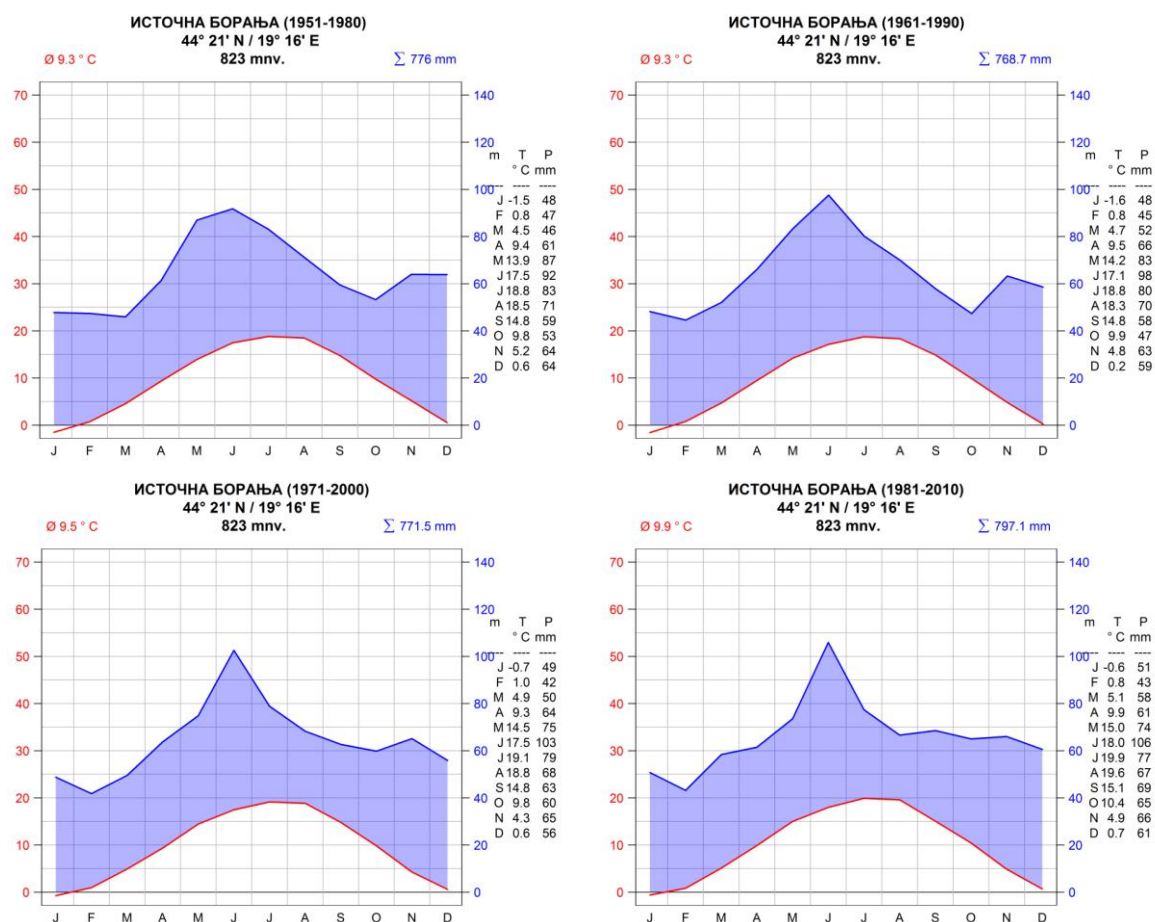 ИСТОЧНА БОРАЊА (1951-1980)
44° 21' N / 19° 16' E
Ø 9.3 ° C 823 mnv. ∑ 776 mm
70 140
60 120
50 100
40 80
30 60
20 40
10 20
0 0
J F M A M J J A S O N D
m T P
° C mm
---- ---- ----
J -1.5 48
F 0.8 47
M 4.5 46
A 9.4 61
M 13.9 87
J 17.5 92
J 18.8 83
A 18.5 71
S 14.8 59
O 9.8 53
N 5.2 64
D 0.6 64
ИСТОЧНА БОРАЊА (1961-1990)
44° 21' N / 19° 16' E
Ø 9.3 ° C 823 mnv. ∑ 768.7 mm
70 140
60 120
50 100
40 80
30 60
20 40
10 20
0 0
J F M A M J J A S O N D
m T P
° C mm
---- ---- ----
J -1.6 48
F 0.8 45
M 4.7 52
A 9.5 66
M 14.2 83
J 17.1 98
J 18.8 80
A 18.3 70
S 14.8 58
O 9.9 47
N 4.8 63
D 0.2 59
ИСТОЧНА БОРАЊА (1971-2000)
44° 21' N / 19° 16' E
Ø 9.5 ° C 823 mnv. ∑ 771.5 mm
70 140
60 120
50 100
40 80
30 60
20 40
10 20
0 0
J F M A M J J A S O N D
m T P
° C mm
---- ---- ----
J -0.7 49
F 1.0 42
M 4.9 50
A 9.3 64
M 14.5 75
J 17.5 103
J 19.1 79
A 18.8 68
S 14.8 63
O 9.8 60
N 4.3 65
D 0.6 56
ИСТОЧНА БОРАЊА (1981-2010)
44° 21' N / 19° 16' E
Ø 9.9 ° C 823 mnv. ∑ 797.1 mm
70 140
60 120
50 100
40 80
30 60
20 40
10 20
0 0
J F M A M J J A S O N D
m T P
° C mm
---- ---- ----
J -0.6 51
F 0.8 43
M 5.1 58
A 9.9 61
M 15.0 74
J 18.0 106
J 19.9 77
A 19.6 67
S 15.1 69
O 10.4 65
N 4.9 66
D 0.7 61